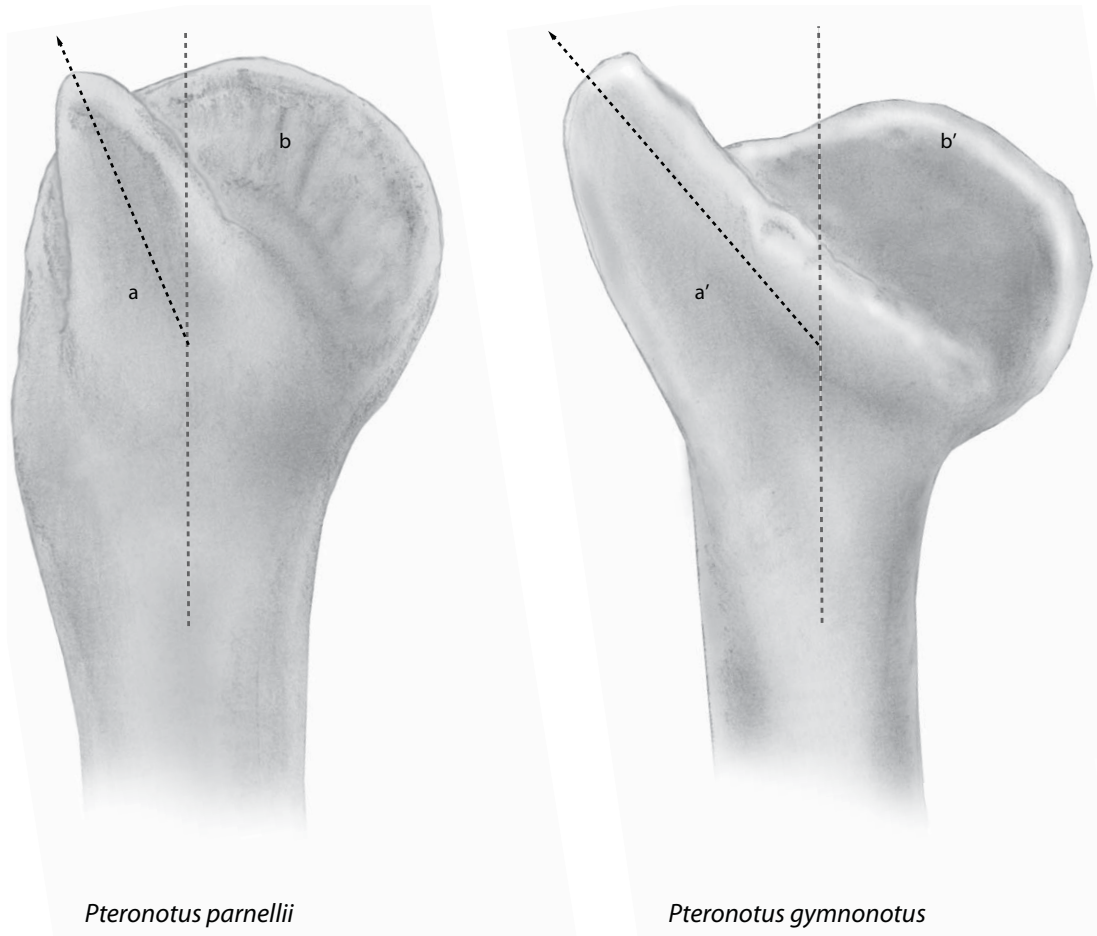 b
b′
a
a′
Pteronotus parnellii
Pteronotus gymnonotus